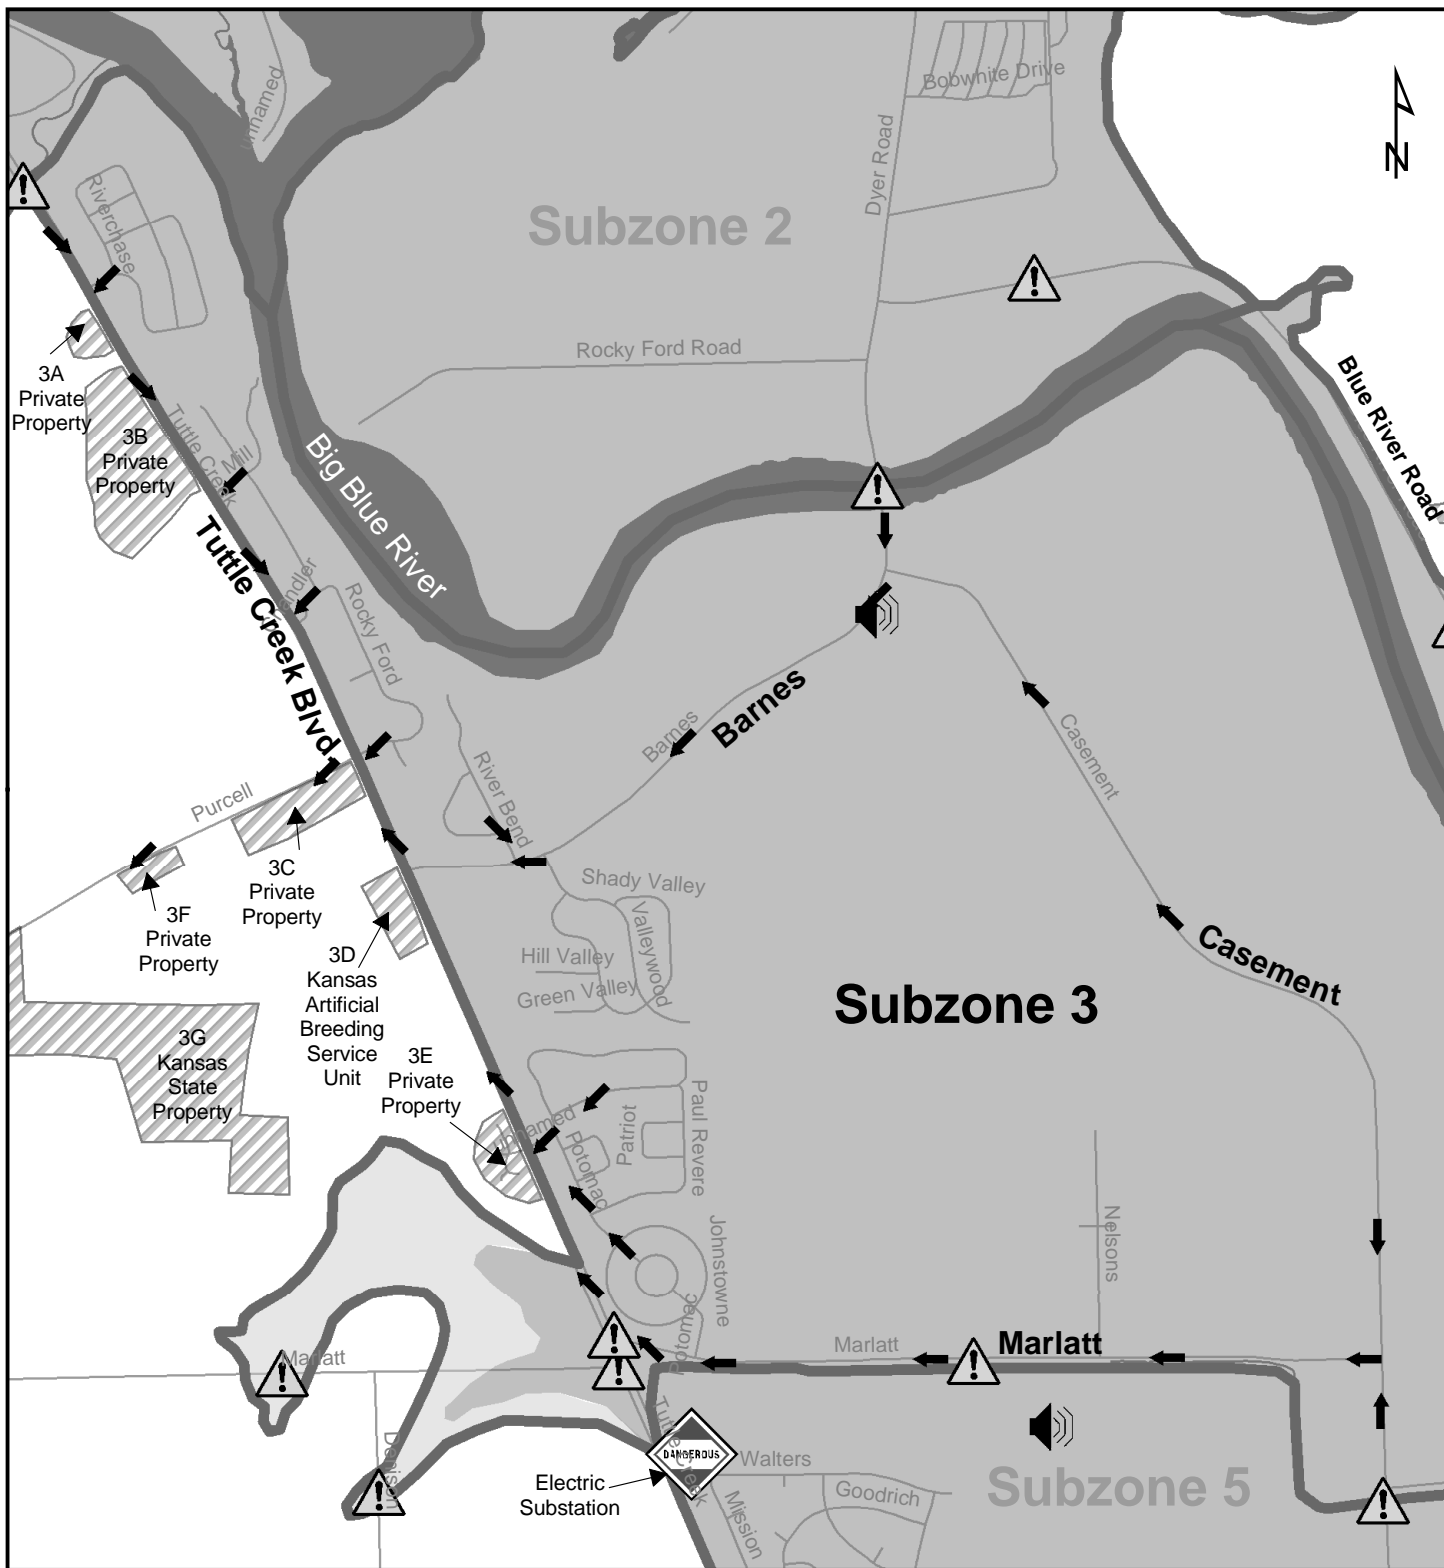 unnamed
Bobwhite Drive
N
Dyer Road
Riverchase
Subzone 2
Rocky Ford Road
Blue River Road
3A
Private
Property
3B
Private
Property
Tuttle Creek
Mill
Big Blue River
Tuttle Creek Blvd.
Rocky Ford
Barnes
Barnes
Casement
River Bend
Purcell
3C
Private
Property
3F
Private
Property
Shady Valley
Valleywood
Hill Valley
Green Valley
3D
Kansas
Artificial
Breeding
Service
Unit
Casement
Subzone 3
3G
Kansas
State
Property
3E
Private
Property
unnamed
Potomac
Patriot
Paul Revere
Johnstowne
Nelsons
Potomac
Marlatt
Marlatt
Marlatt
Denison
Tuttle Creek
DANGEROUS
Electric
Substation
Walters
Mission
Goodrich
Subzone 5